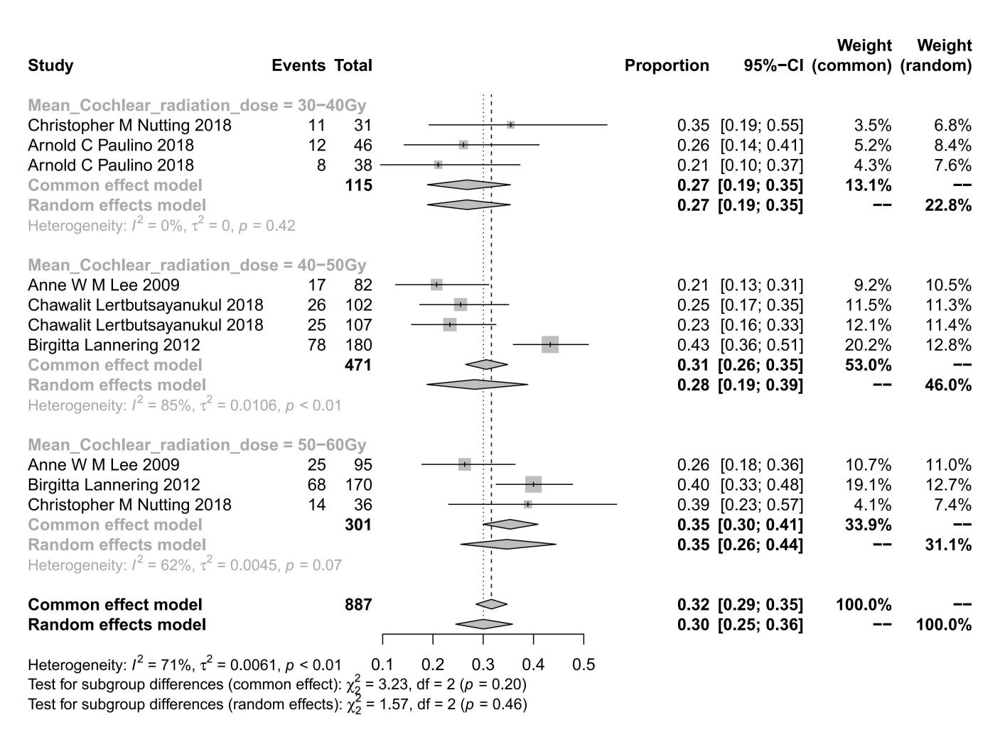 Weight Weight
Study Events Total Proportion 95%−CI (common) (random)
Mean_Cochlear_radiation_dose = 30−40Gy
Christopher M Nutting 2018 11 31 0.35 [0.19; 0.55] 3.5% 6.8%
Arnold C Paulino 2018 12 46 0.26 [0.14; 0.41] 5.2% 8.4%
Arnold C Paulino 2018 8 38 0.21 [0.10; 0.37] 4.3% 7.6%
Common effect model 115 0.27 [0.19; 0.35] 13.1% −−
Random effects model 0.27 [0.19; 0.35] −− 22.8%
Heterogeneity: I² = 0%, τ² = 0, p = 0.42
Mean_Cochlear_radiation_dose = 40−50Gy
Anne W M Lee 2009 17 82 0.21 [0.13; 0.31] 9.2% 10.5%
Chawalit Lertbutsayanukul 2018 26 102 0.25 [0.17; 0.35] 11.5% 11.3%
Chawalit Lertbutsayanukul 2018 25 107 0.23 [0.16; 0.33] 12.1% 11.4%
Birgitta Lannering 2012 78 180 0.43 [0.36; 0.51] 20.2% 12.8%
Common effect model 471 0.31 [0.26; 0.35] 53.0% −−
Random effects model 0.28 [0.19; 0.39] −− 46.0%
Heterogeneity: I² = 85%, τ² = 0.0106, p < 0.01
Mean_Cochlear_radiation_dose = 50−60Gy
Anne W M Lee 2009 25 95 0.26 [0.18; 0.36] 10.7% 11.0%
Birgitta Lannering 2012 68 170 0.40 [0.33; 0.48] 19.1% 12.7%
Christopher M Nutting 2018 14 36 0.39 [0.23; 0.57] 4.1% 7.4%
Common effect model 301 0.35 [0.30; 0.41] 33.9% −−
Random effects model 0.35 [0.26; 0.44] −− 31.1%
Heterogeneity: I² = 62%, τ² = 0.0045, p = 0.07
Common effect model 887 0.32 [0.29; 0.35] 100.0% −−
Random effects model 0.30 [0.25; 0.36] −− 100.0%
Heterogeneity: I² = 71%, τ² = 0.0061, p < 0.01 0.1 0.2 0.3 0.4 0.5
Test for subgroup differences (common effect): χ²₂ = 3.23, df = 2 (p = 0.20)
Test for subgroup differences (random effects): χ²₂ = 1.57, df = 2 (p = 0.46)